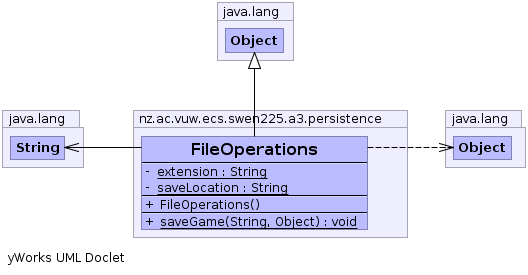 java.lang
Object
java.lang
String
nz.ac.vuw.ecs.swen225.a3.persistence
FileOperations
- extension : String
- saveLocation : String
+ FileOperations()
+ saveGame(String, Object) : void
java.lang
Object
yWorks UML Doclet